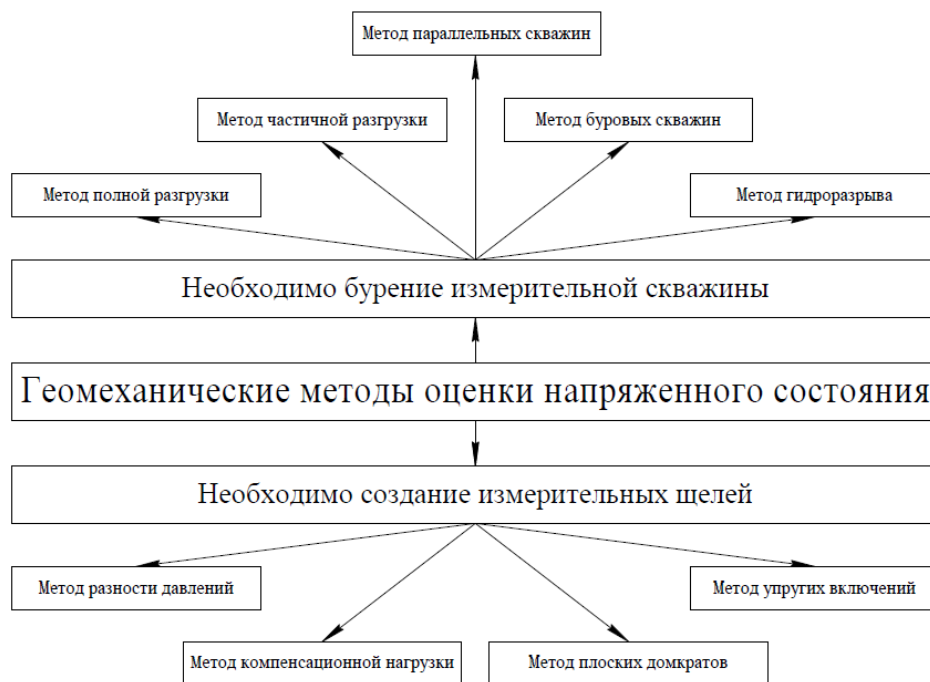 Метод параллельных скважин
Метод частичной разгрузки
Метод буровых скважин
Метод полной разгрузки
Метод гидроразрыва
Необходимо бурение измерительной скважины
Геомеханические методы оценки напряженного состояния
Необходимо создание измерительных щелей
Метод разности давлений
Метод упругих включений
Метод компенсационной нагрузки
Метод плоских домкратов